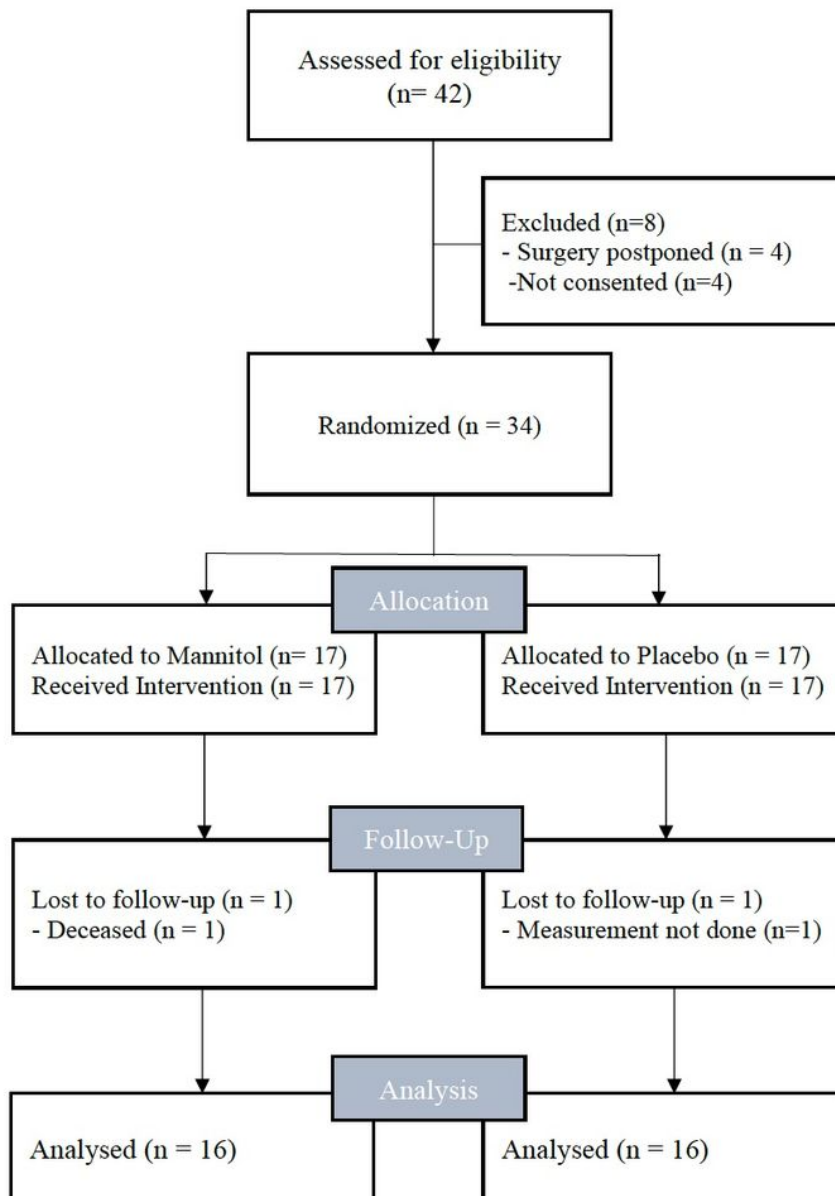 Assessed for eligibility
(n= 42)
Excluded (n=8)
- Surgery postponed (n = 4)
-Not consented (n=4)
Randomized (n = 34)
Allocation
Allocated to Mannitol (n= 17)
Received Intervention (n = 17)
Allocated to Placebo (n = 17)
Received Intervention (n = 17)
Follow-Up
Lost to follow-up (n = 1)
- Deceased (n = 1)
Lost to follow-up (n = 1)
- Measurement not done (n=1)
Analysis
Analysed (n = 16)
Analysed (n = 16)